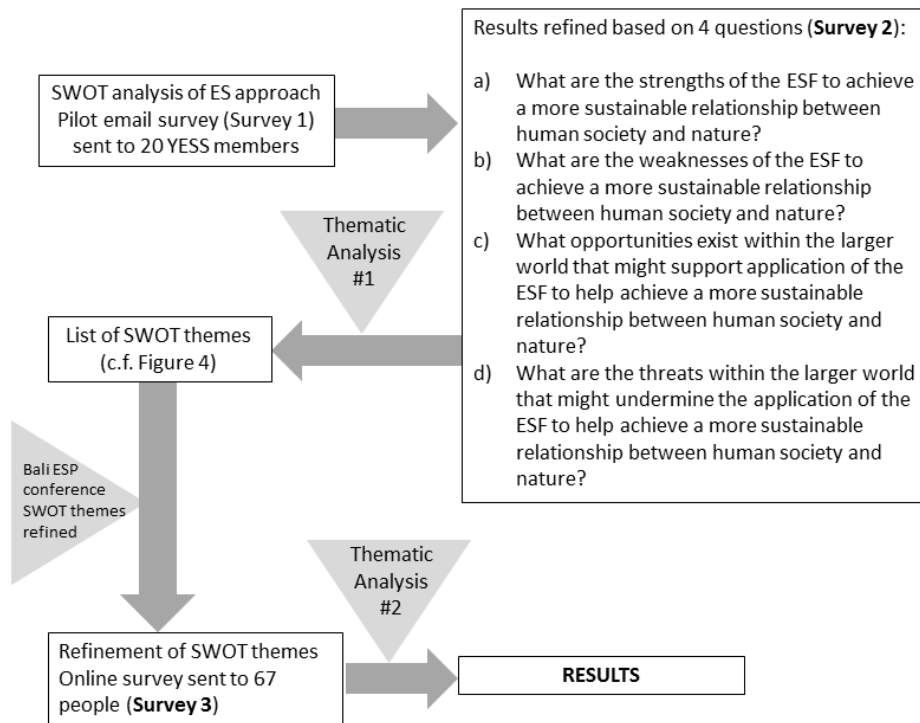 SWOT analysis of ES approach
Pilot email survey (Survey 1)
sent to 20 YESS members
Results refined based on 4 questions (Survey 2):
a) What are the strengths of the ESF to achieve
a more sustainable relationship between
human society and nature?
b) What are the weaknesses of the ESF to
achieve a more sustainable relationship
between human society and nature?
c) What opportunities exist within the larger
world that might support application of the
ESF to help achieve a more sustainable
relationship between human society and
nature?
d) What are the threats within the larger world
that might undermine the application of the
ESF to help achieve a more sustainable
relationship between human society and
nature?
Thematic
Analysis
#1
List of SWOT themes
(c.f. Figure 4)
Bali ESP
conference
SWOT themes
refined
Thematic
Analysis
#2
Refinement of SWOT themes
Online survey sent to 67
people (Survey 3)
RESULTS